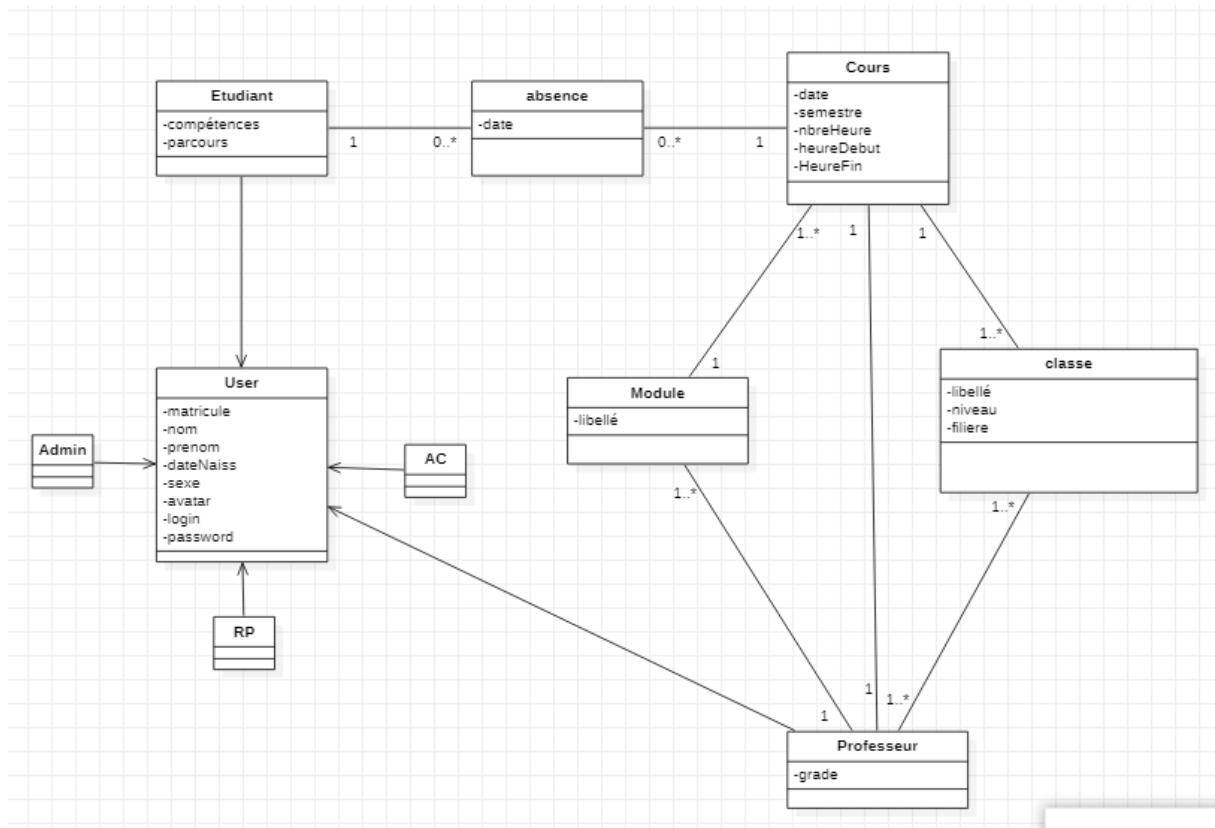 Etudiant
-compétences
-parcours
1
0..*
absence
-date
0..*
1
Cours
-date
-semestre
-nbreHeure
-heureDebut
-HeureFin
1..*
1
1
1
1..*
Module
-libellé
classe
-libellé
-niveau
-filiere
User
-matricule
-nom
-prenom
-dateNaiss
-sexe
-avatar
-login
-password
Admin
AC
RP
1..*
1..*
1
1
1..*
Professeur
-grade